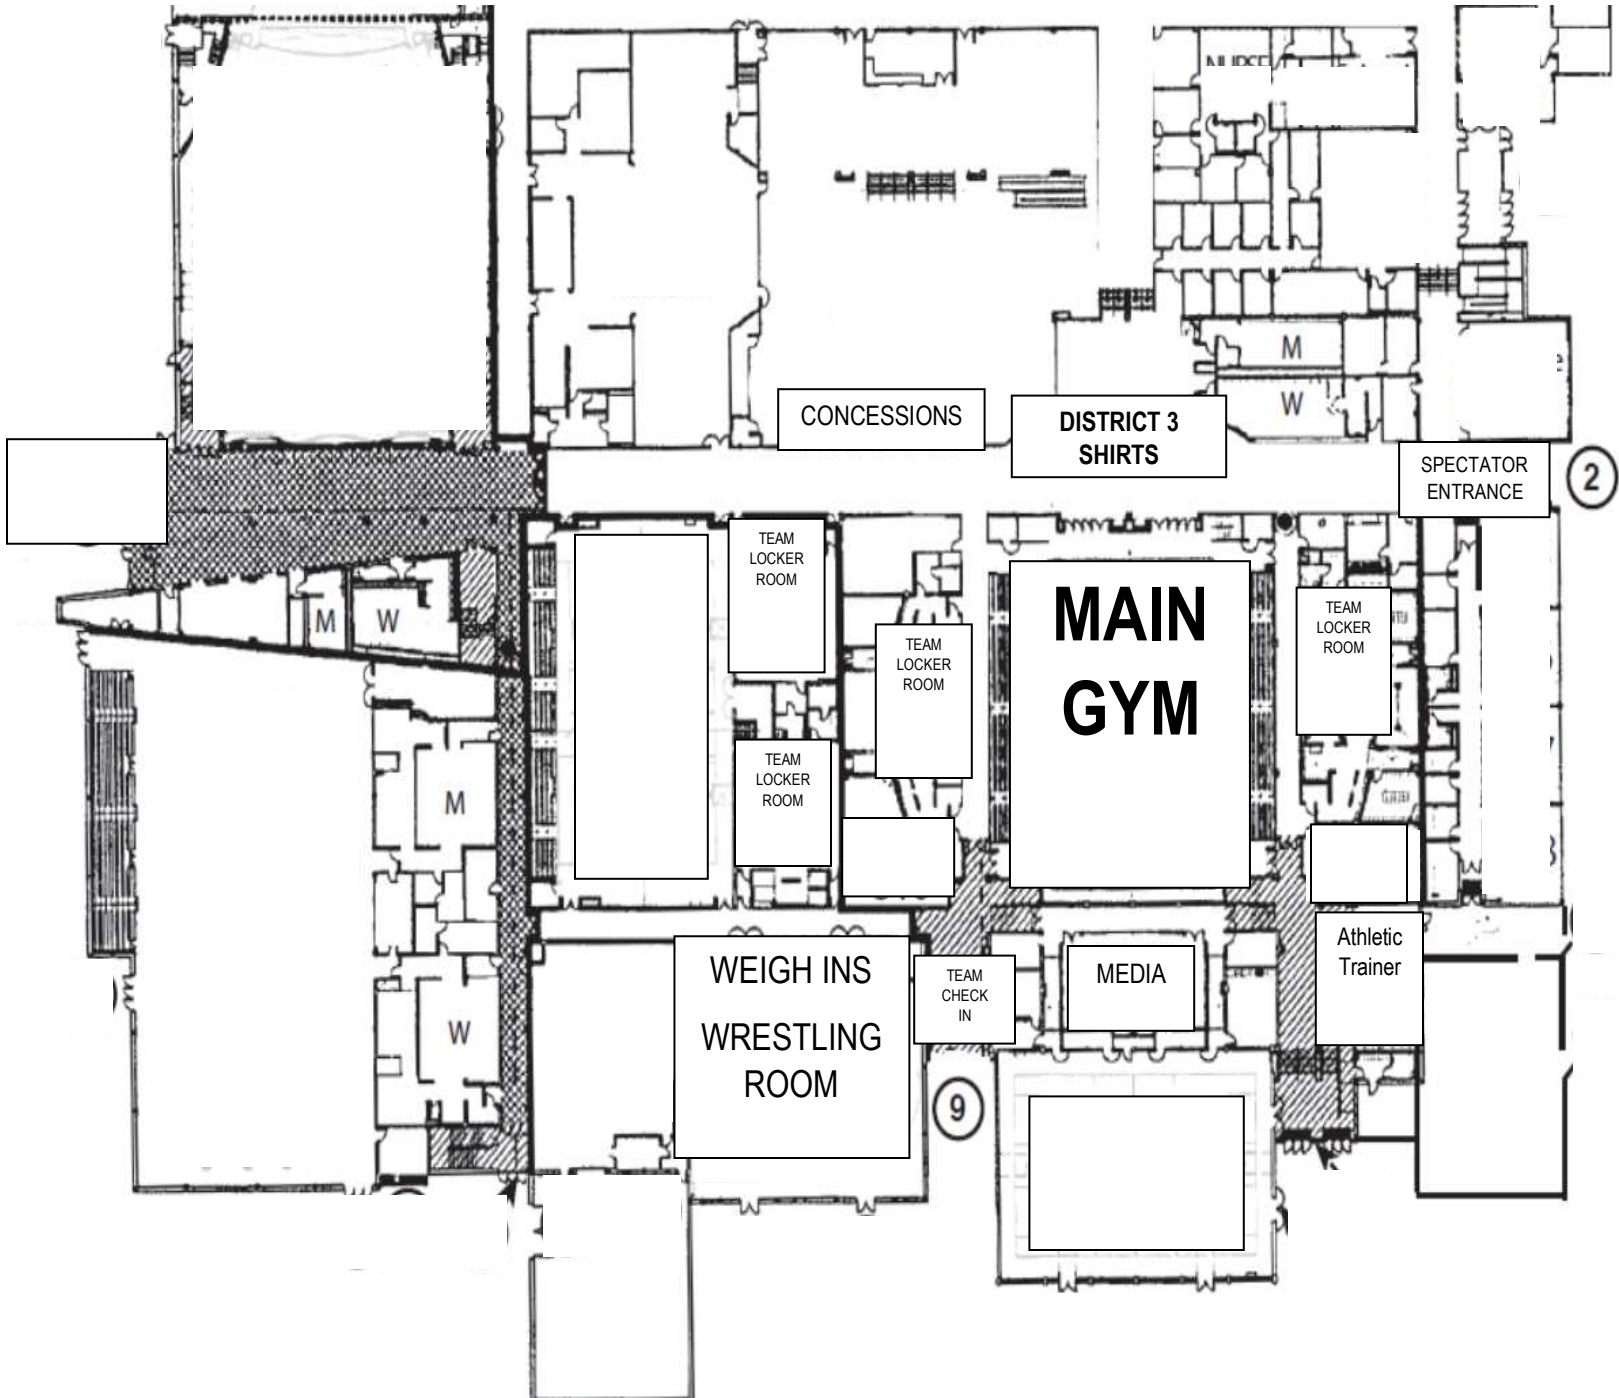 NURSE
M
W
CONCESSIONS
DISTRICT 3
SHIRTS
SPECTATOR
ENTRANCE
2
TEAM
LOCKER
ROOM
TEAM
LOCKER
ROOM
MAIN
GYM
TEAM
LOCKER
ROOM
M
W
TEAM
LOCKER
ROOM
M
WEIGH INS
WRESTLING
ROOM
TEAM
CHECK
IN
MEDIA
Athletic
Trainer
W
9